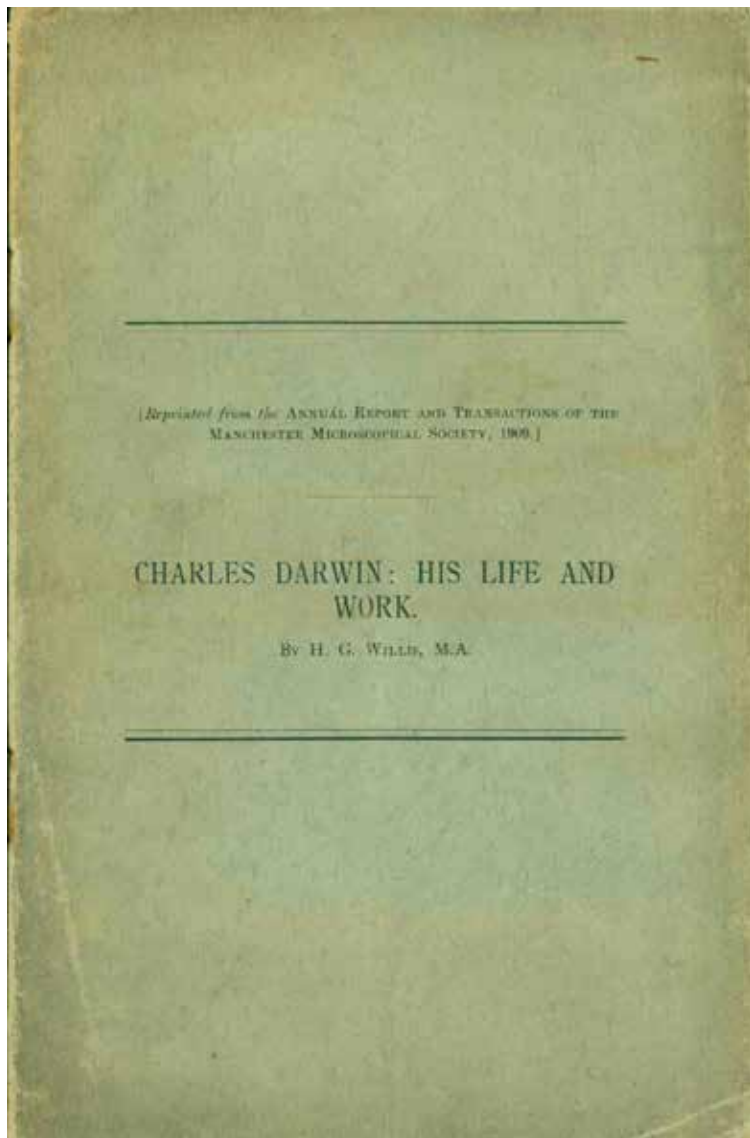 [Reprinted from the ANNUAL REPORT AND TRANSACTIONS OF THE
MANCHESTER MICROSCOPICAL SOCIETY, 1909.]
CHARLES DARWIN: HIS LIFE AND
WORK.
BY H. G. WILLIS, M.A.